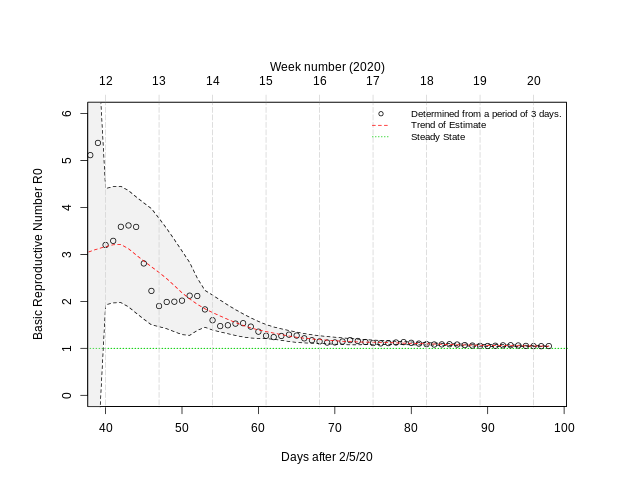 Week number (2020)
12 13 14 15 16 17 18 19 20
Determined from a period of 3 days.
Trend of Estimate
Steady State
Basic Reproductive Number R0
6
5
4
3
2
1
0
40 50 60 70 80 90 100
Days after 2/5/20